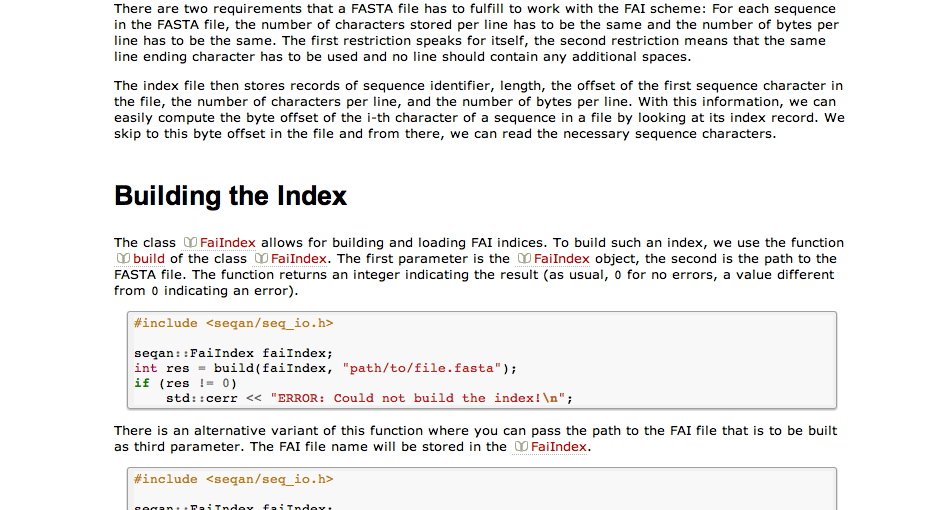 There are two requirements that a FASTA file has to fulfill to work with the FAI scheme: For each sequence
in the FASTA file, the number of characters stored per line has to be the same and the number of bytes per
line has to be the same. The first restriction speaks for itself, the second restriction means that the same
line ending character has to be used and no line should contain any additional spaces.
The index file then stores records of sequence identifier, length, the offset of the first sequence character in
the file, the number of characters per line, and the number of bytes per line. With this information, we can
easily compute the byte offset of the i-th character of a sequence in a file by looking at its index record. We
skip to this byte offset in the file and from there, we can read the necessary sequence characters.
Building the Index
The class FaiIndex allows for building and loading FAI indices. To build such an index, we use the function
build of the class FaiIndex. The first parameter is the FaiIndex object, the second is the path to the
FASTA file. The function returns an integer indicating the result (as usual, 0 for no errors, a value different
from 0 indicating an error).
#include <seqan/seq_io.h>
seqan::FaiIndex faiIndex;
int res = build(faiIndex, "path/to/file.fasta");
if (res != 0)
    std::cerr << "ERROR: Could not build the index!\n";
There is an alternative variant of this function where you can pass the path to the FAI file that is to be built
as third parameter. The FAI file name will be stored in the FaiIndex.
#include <seqan/seq_io.h>
seqan::FaiIndex faiIndex;